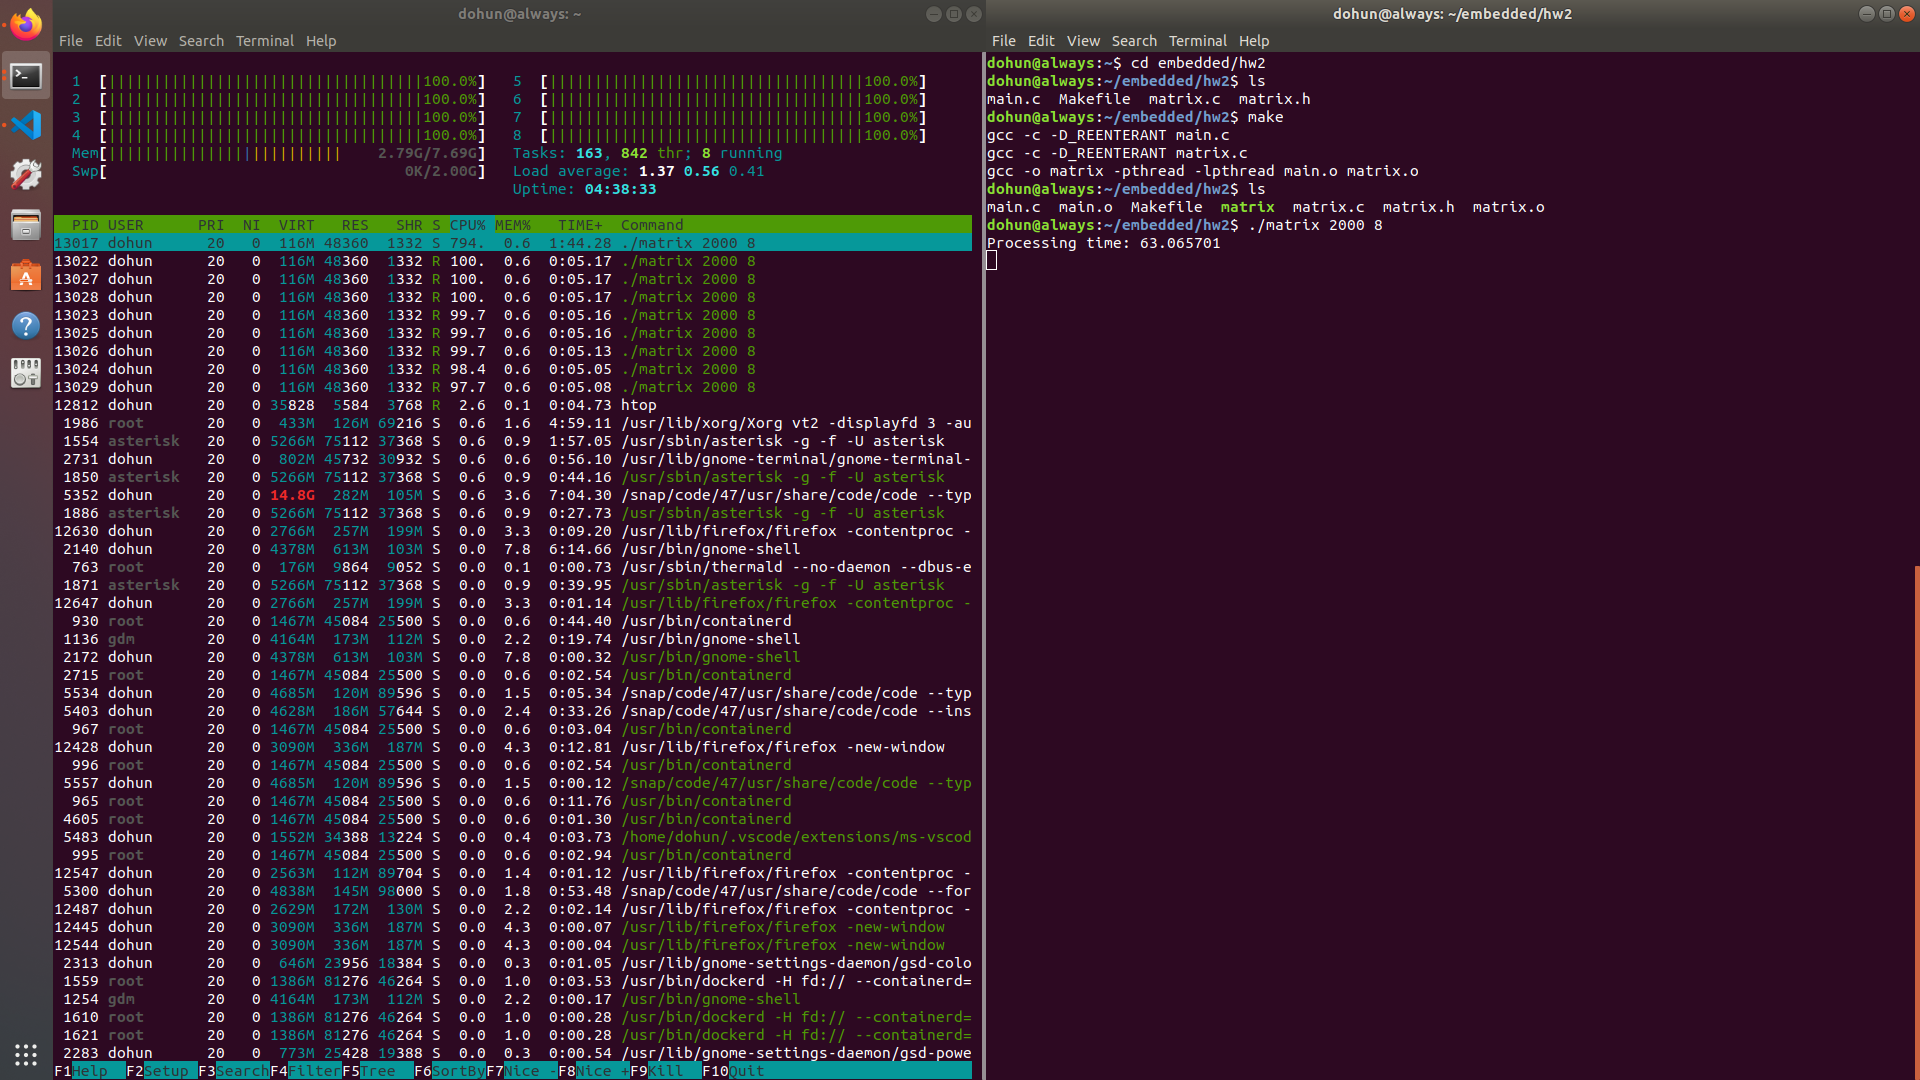 dohun@always: ~
File Edit View Search Terminal Help
1 [||||||||||||||||||||||||||||||||||||100.0%] 5 [||||||||||||||||||||||||||||||||||||100.0%]
2 [||||||||||||||||||||||||||||||||||||100.0%] 6 [||||||||||||||||||||||||||||||||||||100.0%]
3 [||||||||||||||||||||||||||||||||||||100.0%] 7 [||||||||||||||||||||||||||||||||||||100.0%]
4 [||||||||||||||||||||||||||||||||||||100.0%] 8 [||||||||||||||||||||||||||||||||||||100.0%]
Mem[|||||||||||||||||||||||||| 2.79G/7.69G] Tasks: 163, 842 thr; 8 running
Swp[ 0K/2.00G] Load average: 1.37 0.56 0.41
Uptime: 04:38:33
PID USER PRI NI VIRT RES SHR S CPU% MEM% TIME+ Command
13017 dohun 20 0 116M 48360 1332 S 794. 0.6 1:44.28 ./matrix 2000 8
13022 dohun 20 0 116M 48360 1332 R 100. 0.6 0:05.17 ./matrix 2000 8
13027 dohun 20 0 116M 48360 1332 R 100. 0.6 0:05.17 ./matrix 2000 8
13028 dohun 20 0 116M 48360 1332 R 100. 0.6 0:05.17 ./matrix 2000 8
13023 dohun 20 0 116M 48360 1332 R 99.7 0.6 0:05.16 ./matrix 2000 8
13025 dohun 20 0 116M 48360 1332 R 99.7 0.6 0:05.16 ./matrix 2000 8
13026 dohun 20 0 116M 48360 1332 R 99.7 0.6 0:05.13 ./matrix 2000 8
13024 dohun 20 0 116M 48360 1332 R 98.4 0.6 0:05.05 ./matrix 2000 8
13029 dohun 20 0 116M 48360 1332 R 97.7 0.6 0:05.08 ./matrix 2000 8
12812 dohun 20 0 35828 5584 3768 R 2.6 0.1 0:04.73 htop
1986 root 20 0 433M 126M 69216 S 0.6 1.6 4:59.11 /usr/lib/xorg/Xorg vt2 -displayfd 3 -au
1554 asterisk 20 0 5266M 75112 37368 S 0.6 0.9 1:57.05 /usr/sbin/asterisk -g -f -U asterisk
2731 dohun 20 0 802M 45732 30932 S 0.6 0.6 0:56.10 /usr/lib/gnome-terminal/gnome-terminal-
1850 asterisk 20 0 5266M 75112 37368 S 0.6 0.9 0:44.16 /usr/sbin/asterisk -g -f -U asterisk
5352 dohun 20 0 14.8G 282M 105M S 0.6 3.6 7:04.30 /snap/code/47/usr/share/code/code --typ
1886 asterisk 20 0 5266M 75112 37368 S 0.6 0.9 0:27.73 /usr/sbin/asterisk -g -f -U asterisk
12630 dohun 20 0 2766M 257M 199M S 0.0 3.3 0:09.20 /usr/lib/firefox/firefox -contentproc -
2140 dohun 20 0 4378M 613M 103M S 0.0 7.8 6:14.66 /usr/bin/gnome-shell
763 root 20 0 176M 9864 9052 S 0.0 0.1 0:00.73 /usr/sbin/thermald --no-daemon --dbus-e
1871 asterisk 20 0 5266M 75112 37368 S 0.0 0.9 0:39.95 /usr/sbin/asterisk -g -f -U asterisk
12647 dohun 20 0 2766M 257M 199M S 0.0 3.3 0:01.14 /usr/lib/firefox/firefox -contentproc -
930 root 20 0 1467M 45084 25500 S 0.0 0.6 0:44.40 /usr/bin/containerd
1136 gdm 20 0 4164M 173M 112M S 0.0 2.2 0:19.74 /usr/bin/gnome-shell
2172 dohun 20 0 4378M 613M 103M S 0.0 7.8 0:00.32 /usr/bin/gnome-shell
2715 root 20 0 1467M 45084 25500 S 0.0 0.6 0:02.54 /usr/bin/containerd
5534 dohun 20 0 4685M 120M 89596 S 0.0 1.5 0:05.34 /snap/code/47/usr/share/code/code --typ
5403 dohun 20 0 4628M 186M 57644 S 0.0 2.4 0:33.26 /snap/code/47/usr/share/code/code --ins
967 root 20 0 1467M 45084 25500 S 0.0 0.6 0:03.04 /usr/bin/containerd
12428 dohun 20 0 3090M 336M 187M S 0.0 4.3 0:12.81 /usr/lib/firefox/firefox -new-window
996 root 20 0 1467M 45084 25500 S 0.0 0.6 0:02.54 /usr/bin/containerd
5557 dohun 20 0 4685M 120M 89596 S 0.0 1.5 0:00.12 /snap/code/47/usr/share/code/code --typ
965 root 20 0 1467M 45084 25500 S 0.0 0.6 0:11.76 /usr/bin/containerd
4605 root 20 0 1467M 45084 25500 S 0.0 0.6 0:01.30 /usr/bin/containerd
5483 dohun 20 0 1552M 34388 13224 S 0.0 0.4 0:03.73 /home/dohun/.vscode/extensions/ms-vscod
995 root 20 0 1467M 45084 25500 S 0.0 0.6 0:02.94 /usr/bin/containerd
12547 dohun 20 0 2563M 112M 89704 S 0.0 1.4 0:01.12 /usr/lib/firefox/firefox -contentproc -
5300 dohun 20 0 4838M 145M 98000 S 0.0 1.8 0:53.48 /snap/code/47/usr/share/code/code --for
12487 dohun 20 0 2629M 172M 130M S 0.0 2.2 0:02.14 /usr/lib/firefox/firefox -contentproc -
12445 dohun 20 0 3090M 336M 187M S 0.0 4.3 0:00.07 /usr/lib/firefox/firefox -new-window
12544 dohun 20 0 3090M 336M 187M S 0.0 4.3 0:00.04 /usr/lib/firefox/firefox -new-window
2313 dohun 20 0 646M 23956 18384 S 0.0 0.3 0:01.05 /usr/lib/gnome-settings-daemon/gsd-colo
1559 root 20 0 1386M 81276 46264 S 0.0 1.0 0:03.53 /usr/bin/dockerd -H fd:// --containerd=
1254 gdm 20 0 4164M 173M 112M S 0.0 2.2 0:00.17 /usr/bin/gnome-shell
1610 root 20 0 1386M 81276 46264 S 0.0 1.0 0:00.28 /usr/bin/dockerd -H fd:// --containerd=
1621 root 20 0 1386M 81276 46264 S 0.0 1.0 0:00.28 /usr/bin/dockerd -H fd:// --containerd=
2283 dohun 20 0 773M 25428 19388 S 0.0 0.3 0:00.54 /usr/lib/gnome-settings-daemon/gsd-powe
F1Help F2Setup F3SearchF4FilterF5Tree F6SortByF7Nice -F8Nice +F9Kill F10Quit
dohun@always: ~/embedded/hw2
File Edit View Search Terminal Help
dohun@always:~$ cd embedded/hw2
dohun@always:~/embedded/hw2$ ls
main.c Makefile matrix.c matrix.h
dohun@always:~/embedded/hw2$ make
gcc -c -D_REENTERANT main.c
gcc -c -D_REENTERANT matrix.c
gcc -o matrix -pthread -lpthread main.o matrix.o
dohun@always:~/embedded/hw2$ ls
main.c main.o Makefile matrix matrix.c matrix.h matrix.o
dohun@always:~/embedded/hw2$ ./matrix 2000 8
Processing time: 63.065701